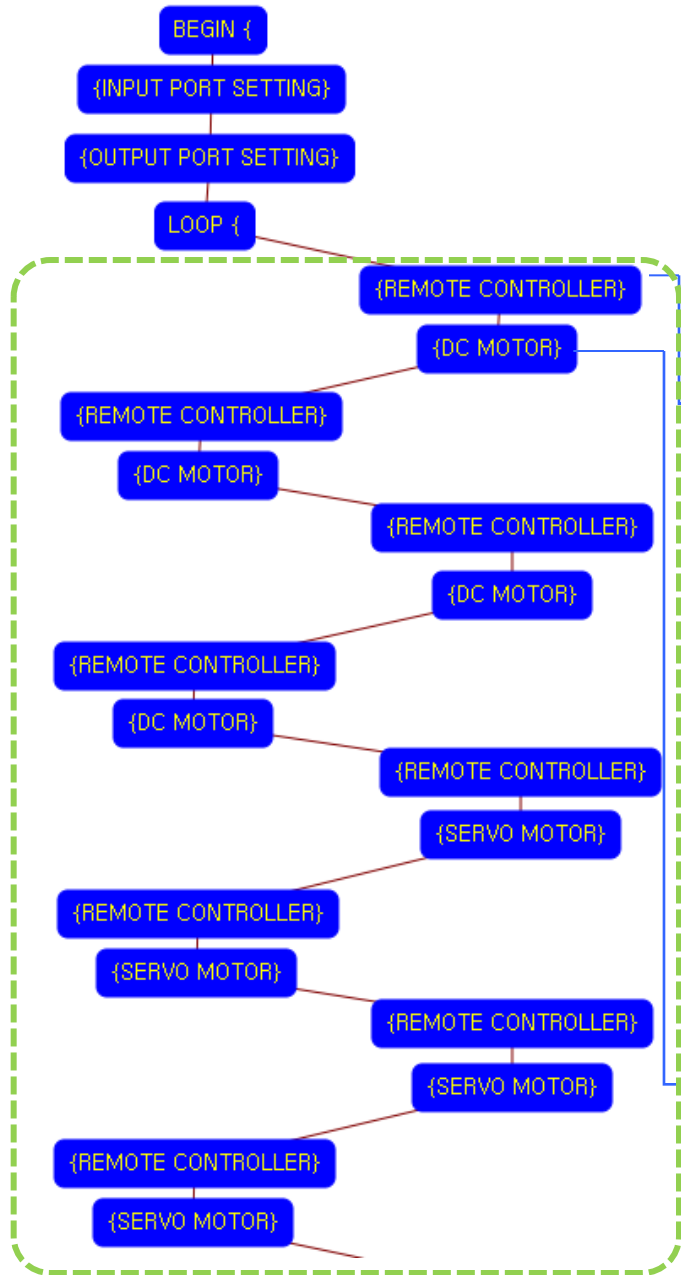 BEGIN {
{INPUT PORT SETTING}
{OUTPUT PORT SETTING}
LOOP {
{REMOTE CONTROLLER}
{DC MOTOR}
{REMOTE CONTROLLER}
{DC MOTOR}
{REMOTE CONTROLLER}
{DC MOTOR}
{REMOTE CONTROLLER}
{DC MOTOR}
{REMOTE CONTROLLER}
{SERVO MOTOR}
{REMOTE CONTROLLER}
{SERVO MOTOR}
{REMOTE CONTROLLER}
{SERVO MOTOR}
{REMOTE CONTROLLER}
{SERVO MOTOR}